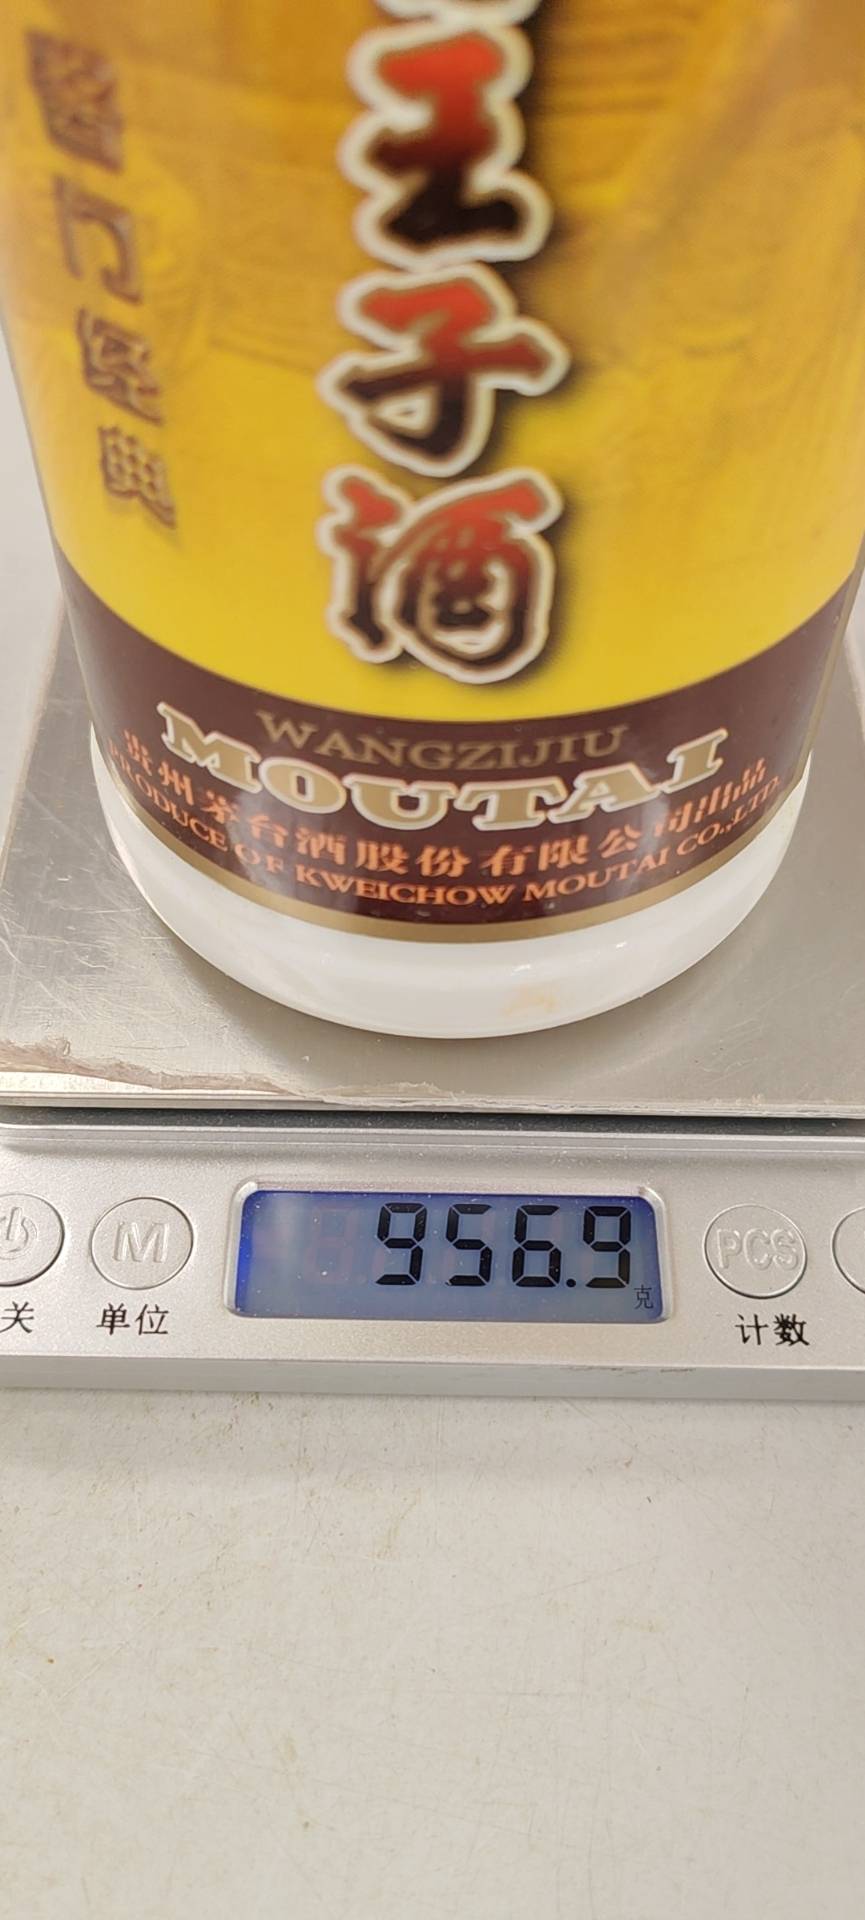 王子酒
酱门经典
WANGZIJIU
MOUTAI
贵州茅台酒股份有限公司出品
PRODUCE OF KWEICHOW MOUTAI CO.,LTD.
956.9
克
M
PCS
关
单位
计数